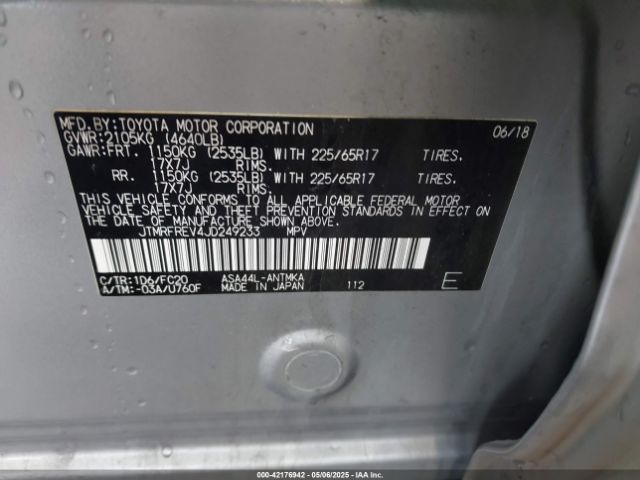 MFD.BY:TOYOTA MOTOR CORPORATION 06/18
GVWR:2105KG (4640LB)
GAWR:FRT. 1150KG (2535LB) WITH 225/65R17 TIRES.
17X7J RIMS.
RR. 1150KG (2535LB) WITH 225/65R17 TIRES.
17X7J RIMS.
THIS VEHICLE CONFORMS TO ALL APPLICABLE FEDERAL MOTOR
VEHICLE SAFETY AND THEFT PREVENTION STANDARDS IN EFFECT
ON THE DATE OF MANUFACTURE SHOWN ABOVE.
JTMRFREV4JD249233 MPV
C/TR:1D6/FC20 ASA44L-ANTMKA
A/TM:-03A/U760F MADE IN JAPAN 112 E
000-42176942 - 05/06/2025 - IAAI.COM